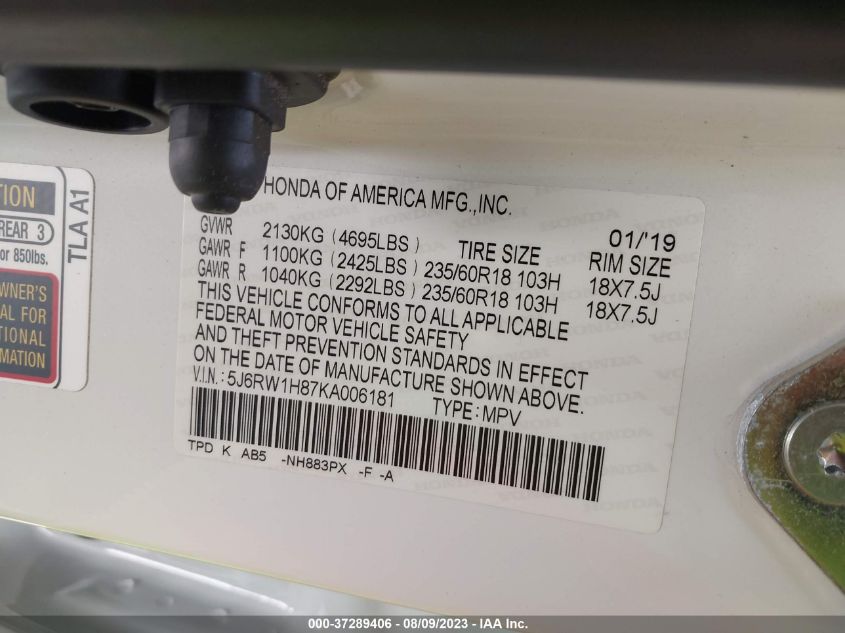 TION
REAR 3
or 850lbs.
WNER'S
AL FOR
TIONAL
MATION
TLA A1
HONDA OF AMERICA MFG.,INC.
01/'19
GVWR 2130KG (4695LBS) TIRE SIZE RIM SIZE
GAWR F 1100KG (2425LBS) 235/60R18 103H 18X7.5J
GAWR R 1040KG (2292LBS) 235/60R18 103H 18X7.5J
THIS VEHICLE CONFORMS TO ALL APPLICABLE
FEDERAL MOTOR VEHICLE SAFETY
AND THEFT PREVENTION STANDARDS IN EFFECT
ON THE DATE OF MANUFACTURE SHOWN ABOVE.
V.I.N.: 5J6RW1H87KA006181 TYPE: MPV
TPD K AB5 -NH883PX -F -A
000-37289406 - 08/09/2023 - IAA Inc.